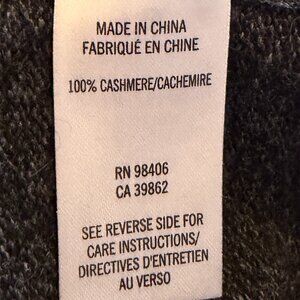 MADE IN CHINA
FABRIQUÉ EN CHINE
100% CASHMERE/CACHEMIRE
RN 98406
CA 39862
SEE REVERSE SIDE FOR
CARE INSTRUCTIONS/
DIRECTIVES D'ENTRETIEN
AU VERSO